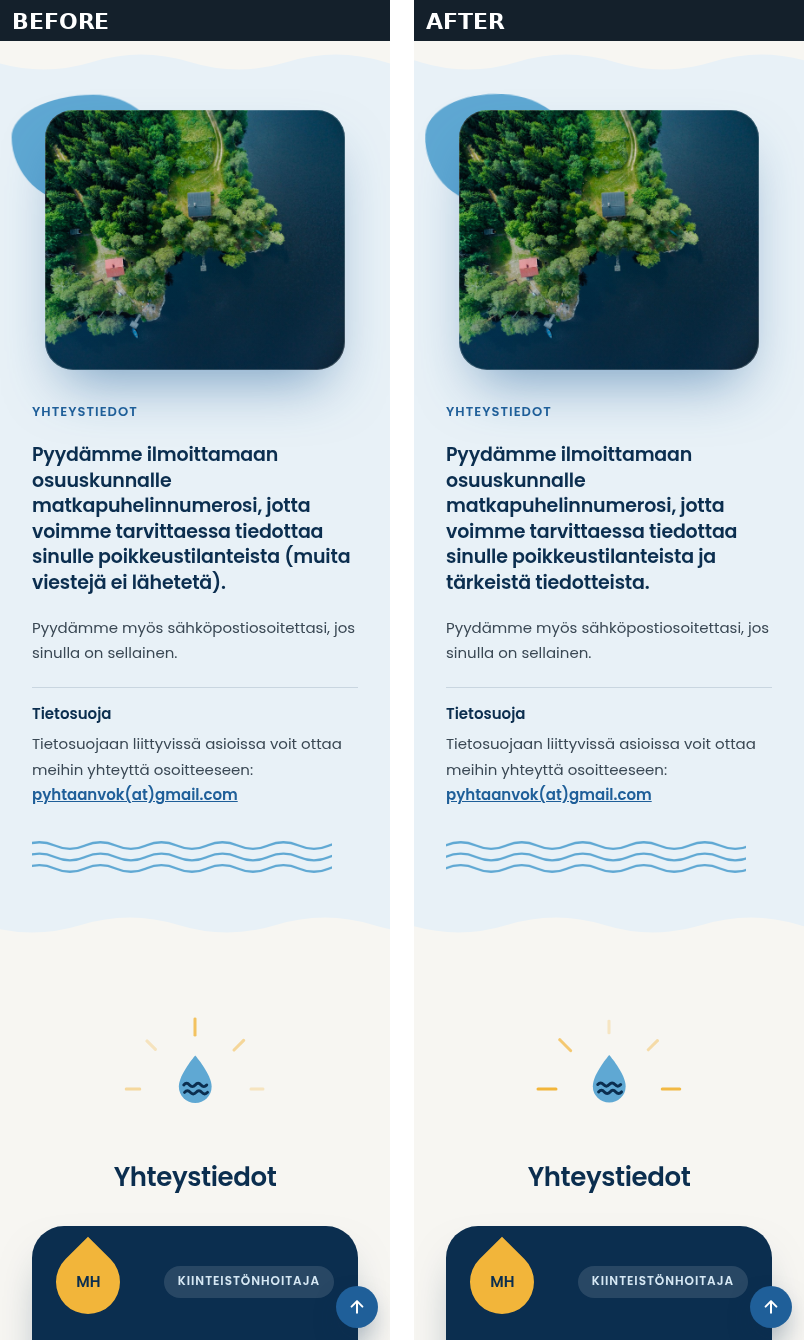 BEFORE
YHTEYSTIEDOT
Pyydämme ilmoittamaan
osuuskunnalle
matkapuhelinnumerosi, jotta
voimme tarvittaessa tiedottaa
sinulle poikkeustilanteista (muita
viestejä ei lähetetä).
Pyydämme myös sähköpostiosoitettasi, jos
sinulla on sellainen.
Tietosuoja
Tietosuojaan liittyvissä asioissa voit ottaa
meihin yhteyttä osoitteeseen:
pyhtaanvok(at)gmail.com
Yhteystiedot
MH
KIINTEISTÖNHOITAJA
AFTER
YHTEYSTIEDOT
Pyydämme ilmoittamaan
osuuskunnalle
matkapuhelinnumerosi, jotta
voimme tarvittaessa tiedottaa
sinulle poikkeustilanteista ja
tärkeistä tiedotteista.
Pyydämme myös sähköpostiosoitettasi, jos
sinulla on sellainen.
Tietosuoja
Tietosuojaan liittyvissä asioissa voit ottaa
meihin yhteyttä osoitteeseen:
pyhtaanvok(at)gmail.com
Yhteystiedot
MH
KIINTEISTÖNHOITAJA